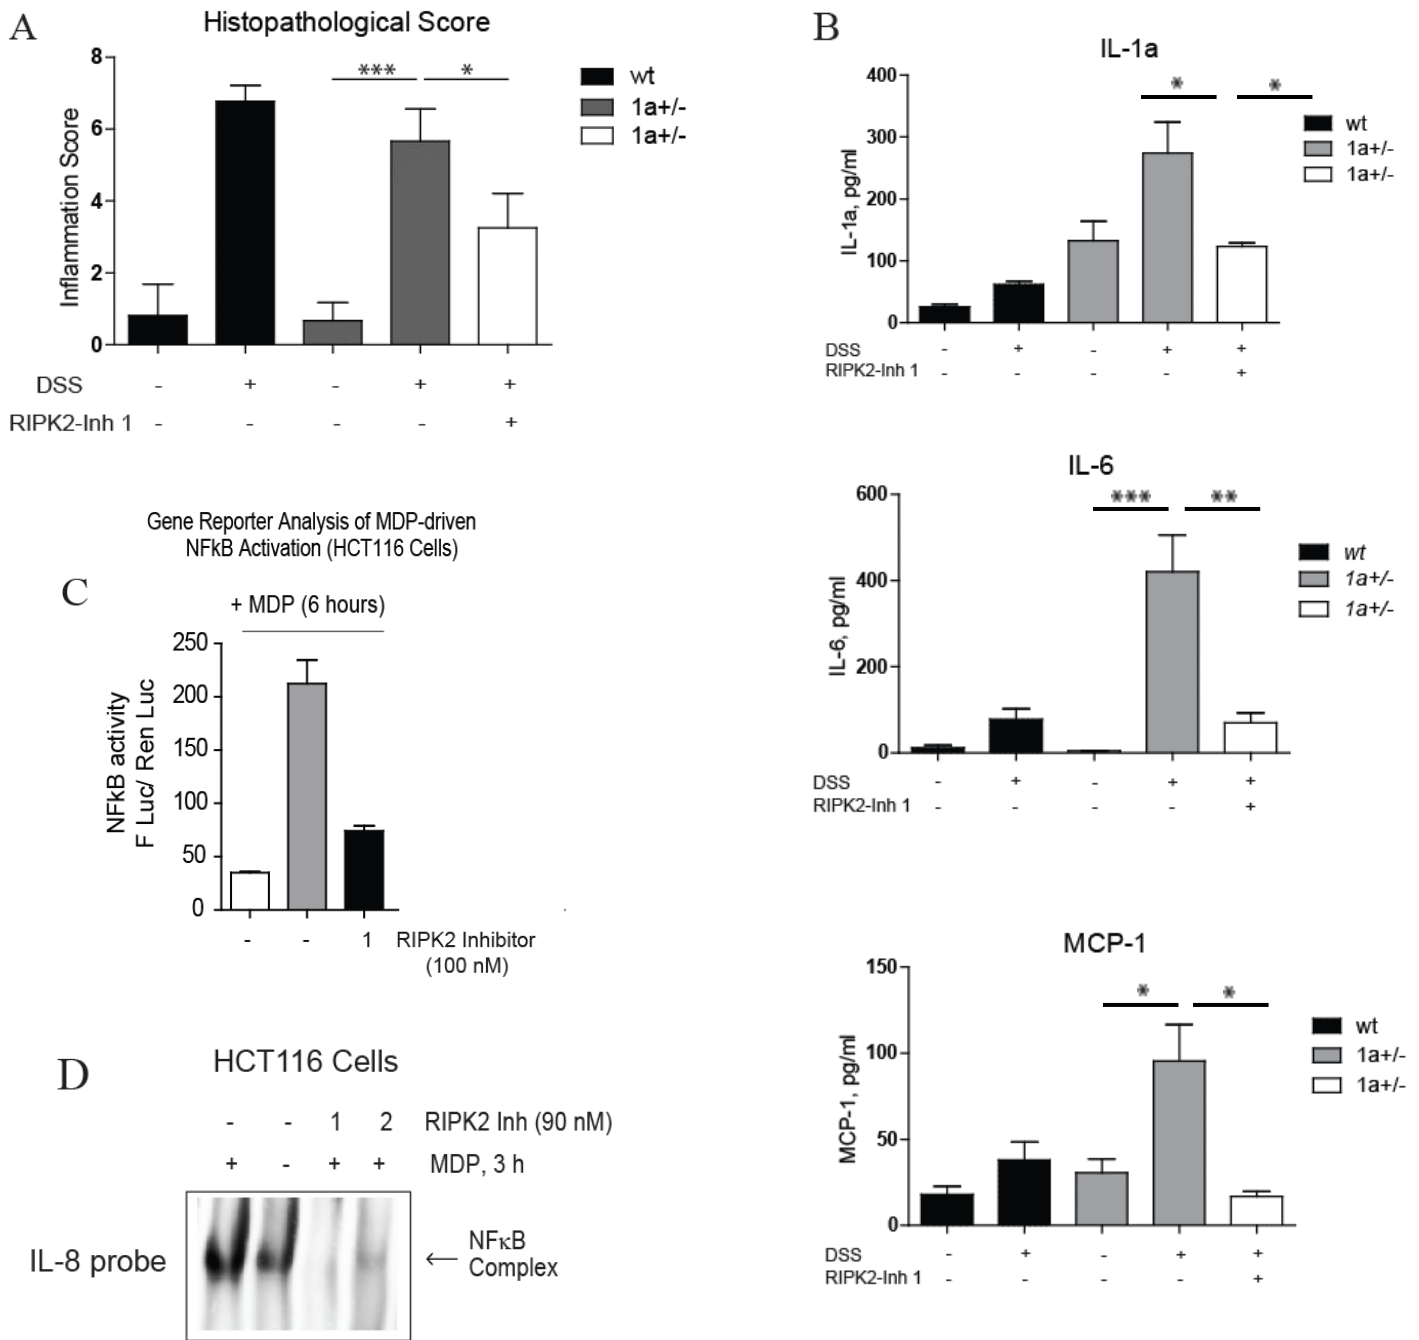 A
Histopathological Score
8
6
4
2
0
Inflammation Score
*** *
wt
1a+/-
1a+/-
DSS - + - + +
RIPK2-Inh 1 - - - - +
B
IL-1a
400
300
200
100
0
IL-1a, pg/ml
* *
wt
1a+/-
1a+/-
DSS - + - + +
RIPK2-Inh 1 - - - - +
IL-6
600
400
200
0
IL-6, pg/ml
*** **
wt
1a+/-
1a+/-
DSS - + - + +
RIPK2-Inh 1 - - - - +
MCP-1
150
100
50
0
MCP-1, pg/ml
* *
wt
1a+/-
1a+/-
DSS - + - + +
RIPK2-Inh 1 - - - - +
Gene Reporter Analysis of MDP-driven
NFkB Activation (HCT116 Cells)
C
+ MDP (6 hours)
250
200
150
100
50
0
NFkB activity
F Luc/ Ren Luc
- - 1 RIPK2 Inhibitor
(100 nM)
D
HCT116 Cells
- - 1 2 RIPK2 Inh (90 nM)
+ - + + MDP, 3 h
IL-8 probe
← NFκB
Complex